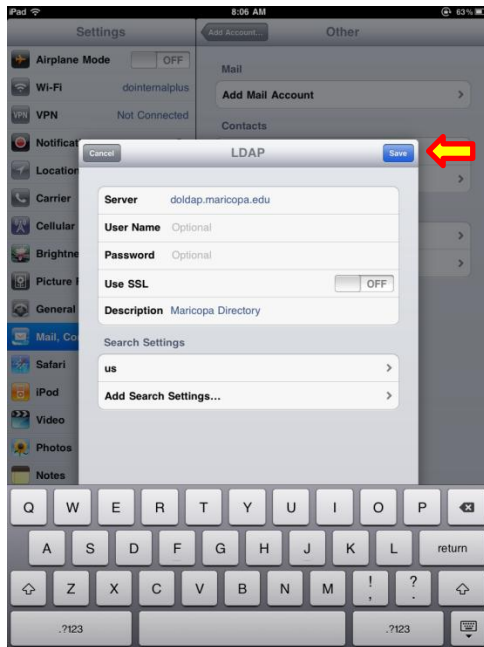 iPad 8:06 AM 63%
Settings
Add Account... Other
Airplane Mode OFF
Wi-Fi dointernalplus
VPN VPN Not Connected
Notificat
Location
Carrier
Cellular
Brightne
Picture F
General
Mail, Co
Safari
iPod
Video
Photos
Notes
Mail
Add Mail Account
Contacts
Cancel LDAP Save
Server doldap.maricopa.edu
User Name Optional
Password Optional
Use SSL OFF
Description Maricopa Directory
Search Settings
us
Add Search Settings...
Q W E R T Y U I O P
A S D F G H J K L return
Z X C V B N M ! , ? .
.?123 .?123